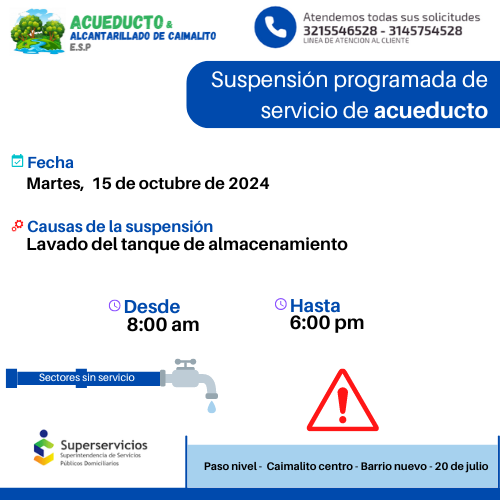 ACUEDUCTO &
ALCANTARILLADO DE CAIMALITO
E.S.P
Atendemos todas sus solicitudes
3215546528 - 3145754528
LINEA DE ATENCION AL CLIENTE
Suspensión programada de
servicio de acueducto
Fecha
Martes, 15 de octubre de 2024
Causas de la suspensión
Lavado del tanque de almacenamiento
Desde
8:00 am
Hasta
6:00 pm
Sectores sin servicio
Superservicios
Superintendencia de Servicios
Públicos Domiciliarios
Paso nivel - Caimalito centro - Barrio nuevo - 20 de julio